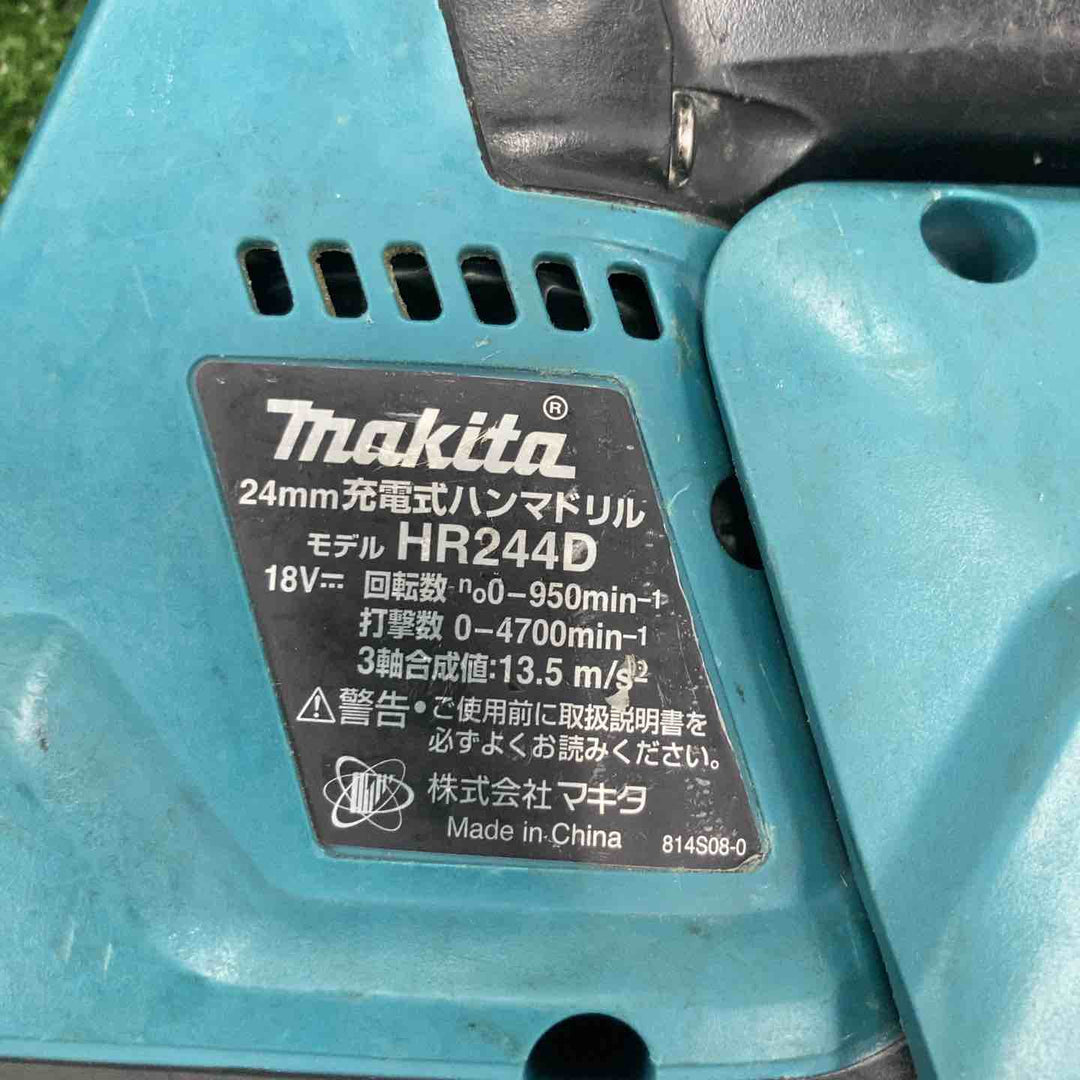 makita®
24mm充電式ハンマドリル
モデル HR244D
18V⎓ 回転数 n₀0-950min-1
打撃数 0-4700min-1
3軸合成値:13.5 m/s2
⚠警告・ご使用前に取扱説明書を
必ずよくお読みください。
株式会社 マキタ
Made in China 814S08-0